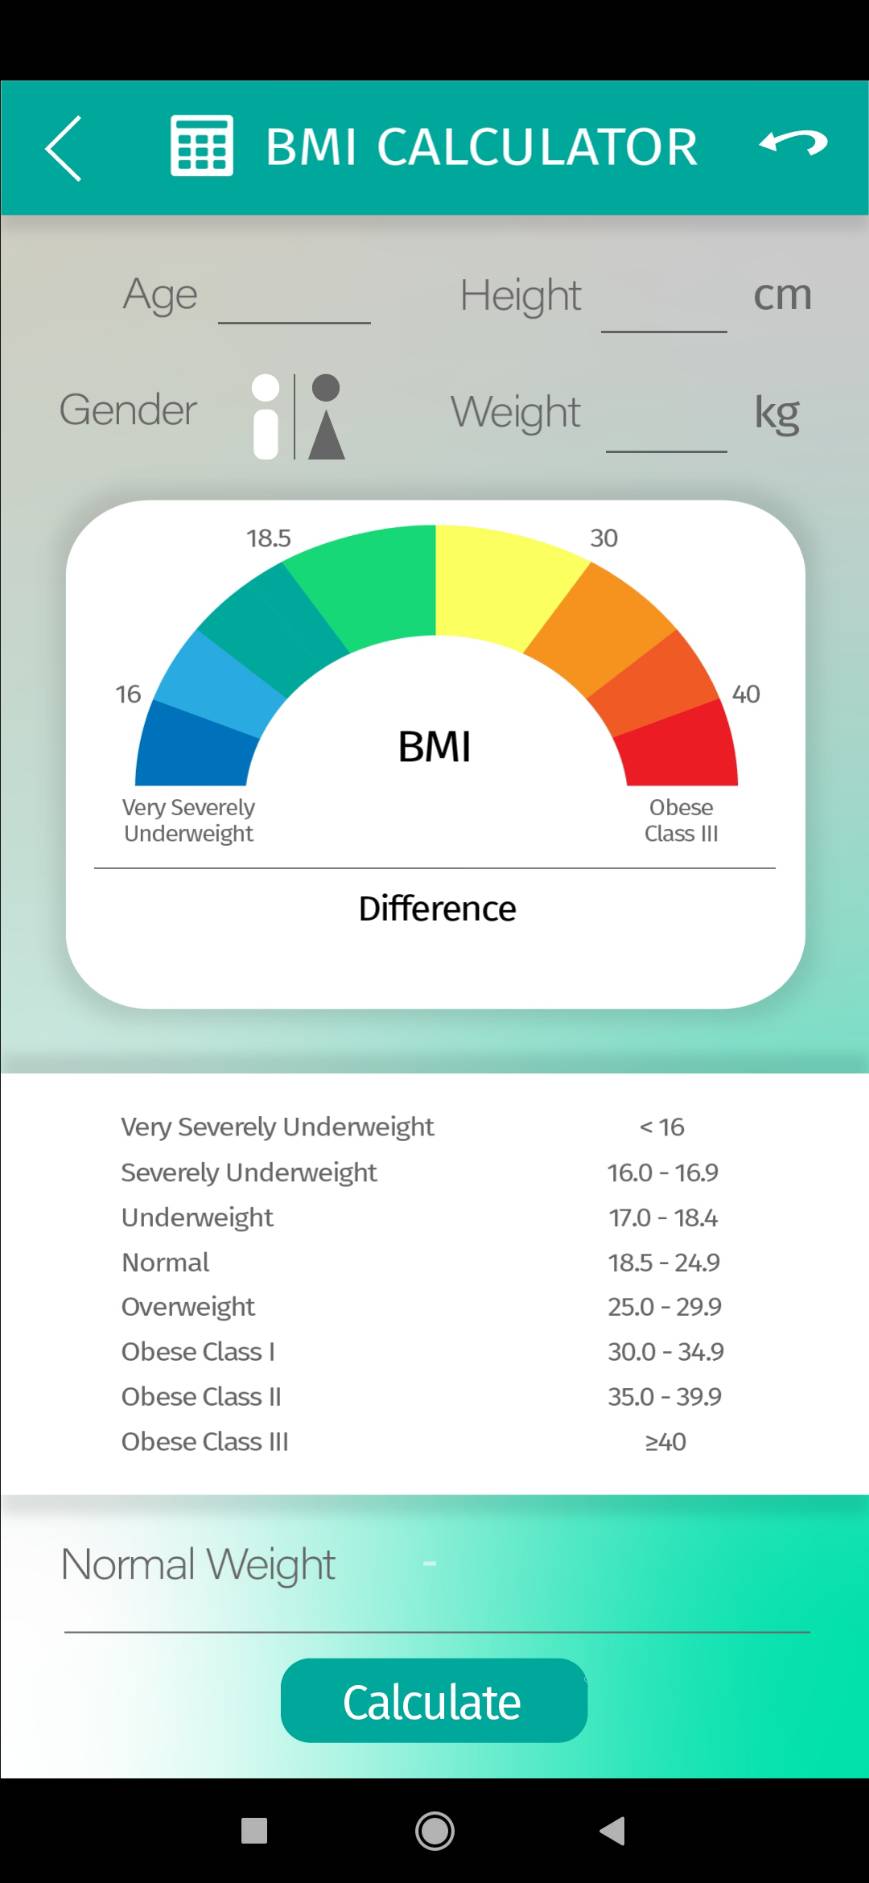 BMI CALCULATOR
Age
Height
cm
Gender
Weight
kg
18.5
30
16
40
BMI
Very Severely
Underweight
Obese
Class III
Difference
Very Severely Underweight < 16
Severely Underweight 16.0 - 16.9
Underweight 17.0 - 18.4
Normal 18.5 - 24.9
Overweight 25.0 - 29.9
Obese Class I 30.0 - 34.9
Obese Class II 35.0 - 39.9
Obese Class III ≥40
Normal Weight -
Calculate